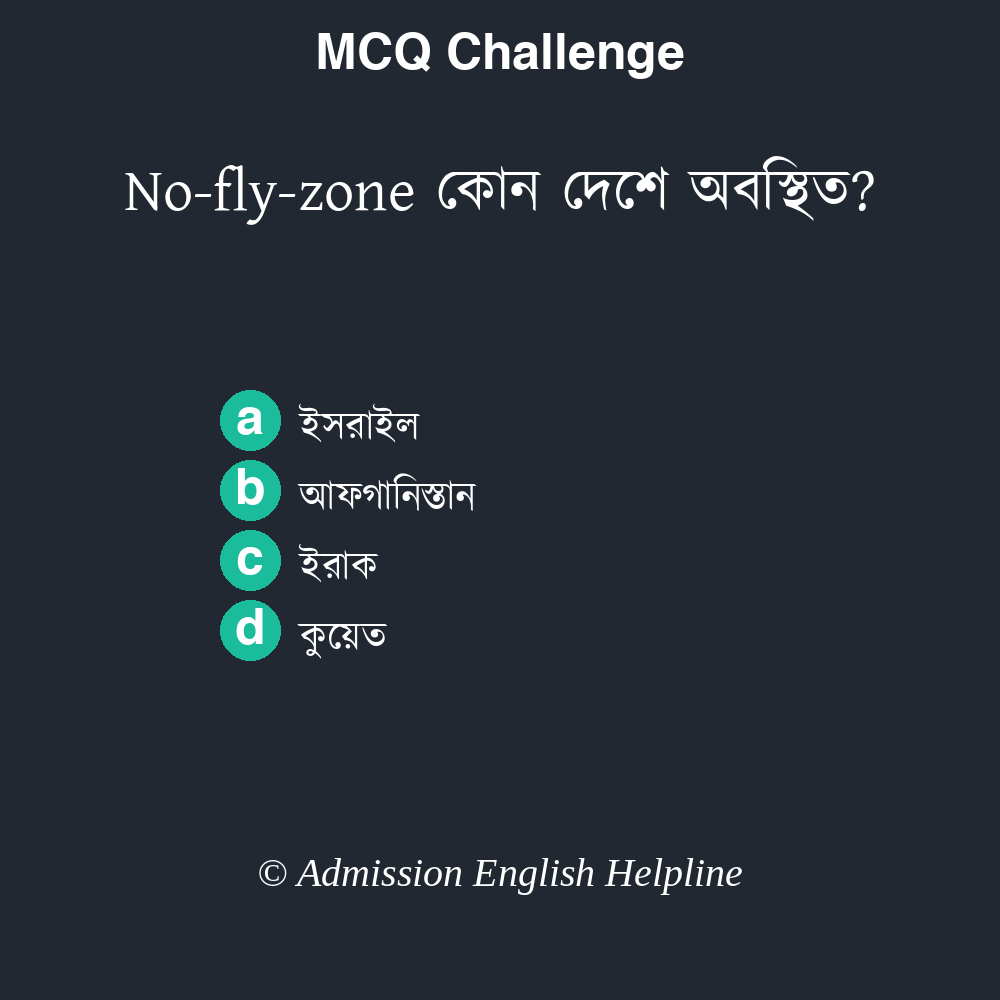 MCQ Challenge
No-fly-zone কোন দেশে অবস্থিত?
a ইসরাইল
b আফগানিস্তান
c ইরাক
d কুয়েত
© Admission English Helpline